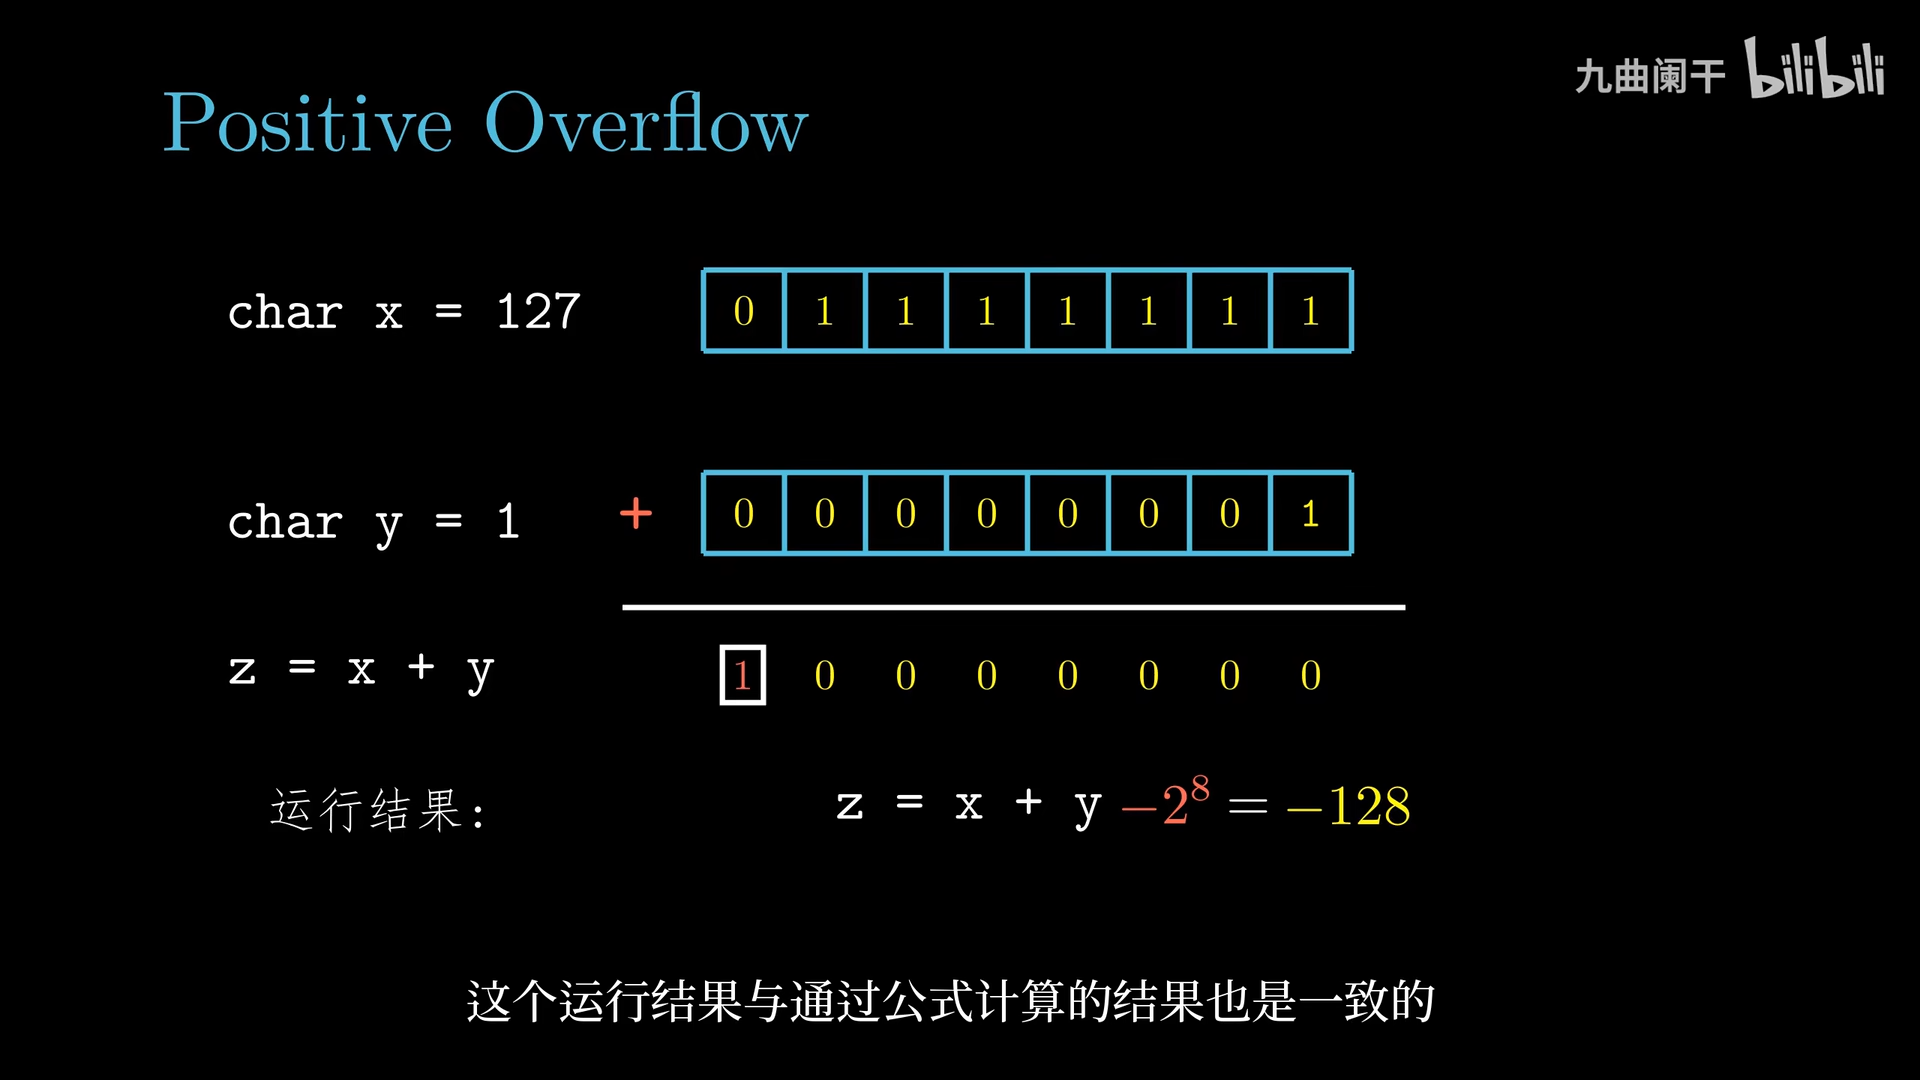 九曲阑干 bilibili
Positive Overflow
char x = 127 0 1 1 1 1 1 1 1
char y = 1 + 0 0 0 0 0 0 0 1
z = x + y 1 0 0 0 0 0 0 0
运行结果: z = x + y −2⁸ = −128
这个运行结果与通过公式计算的结果也是一致的